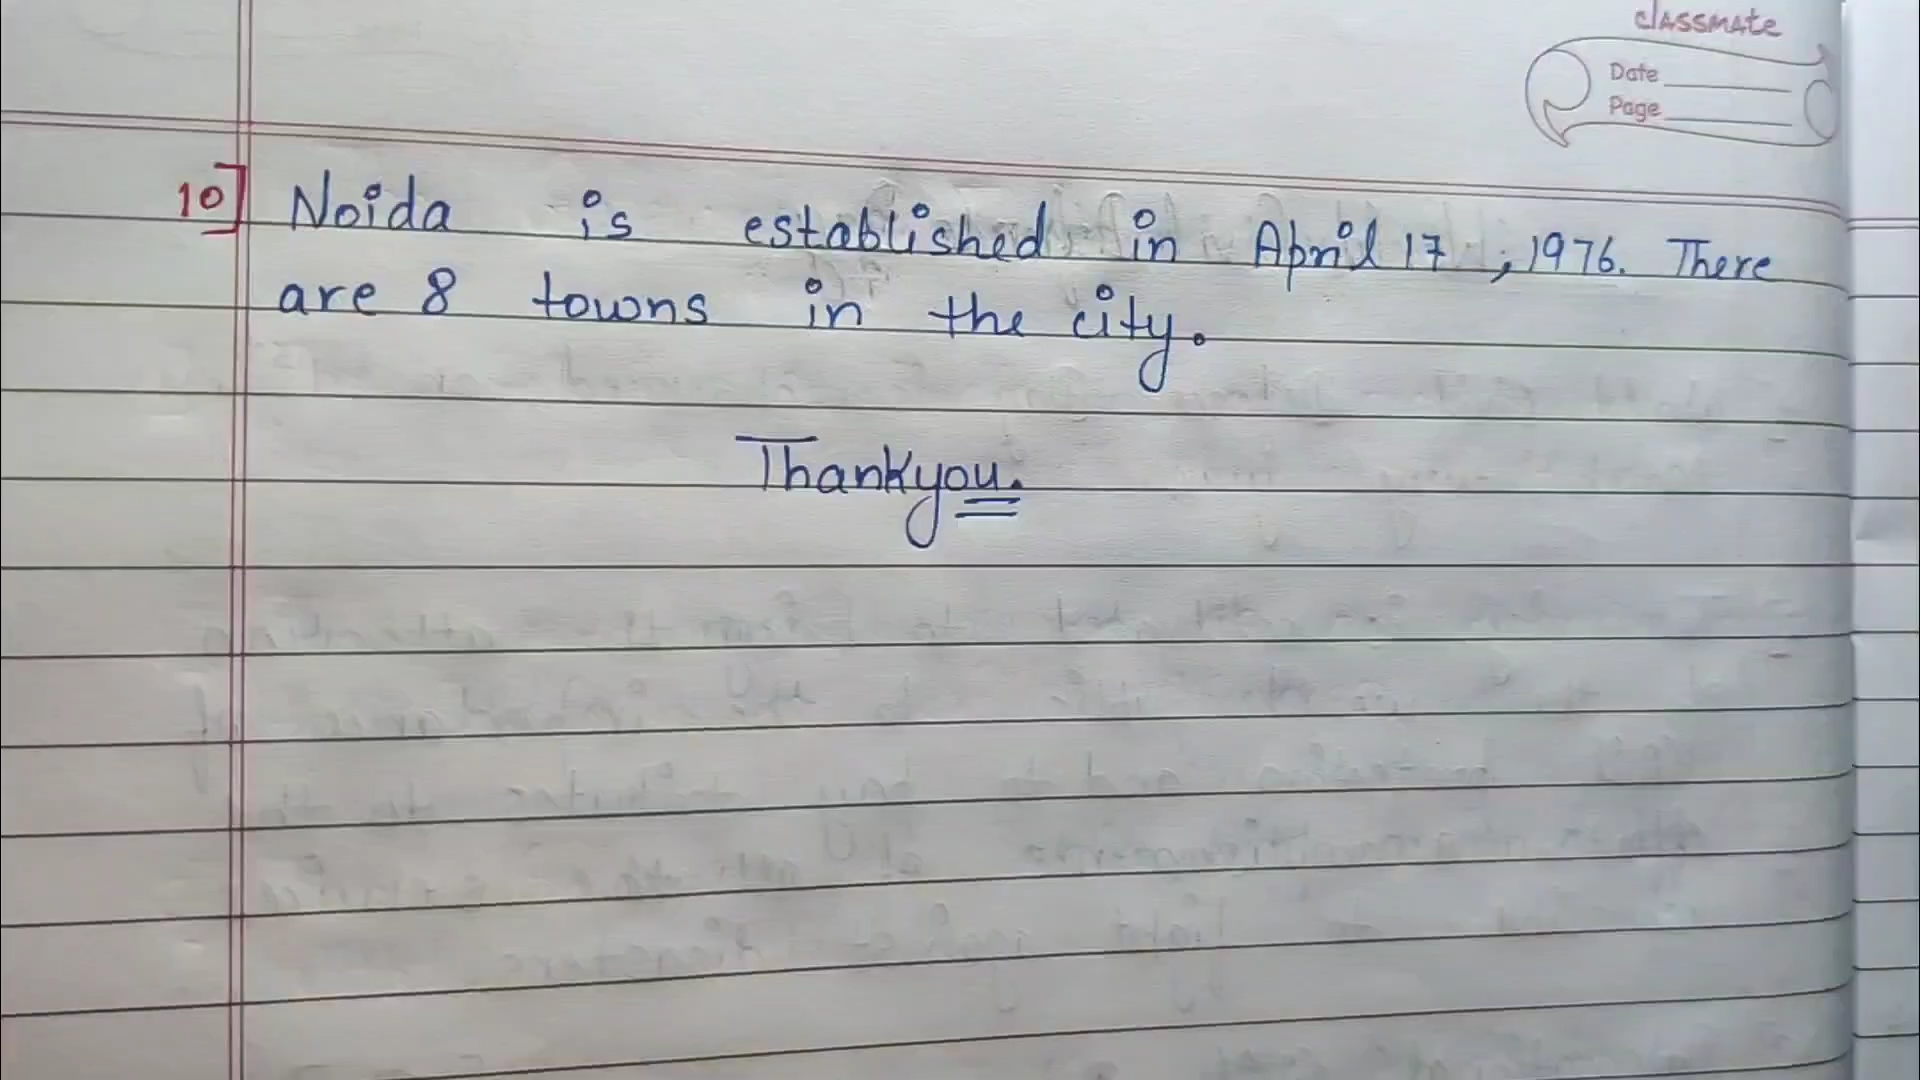 classmate
Date
Page
10] Noida is established in April 17, 1976. There
are 8 towns in the city.
Thankyou.